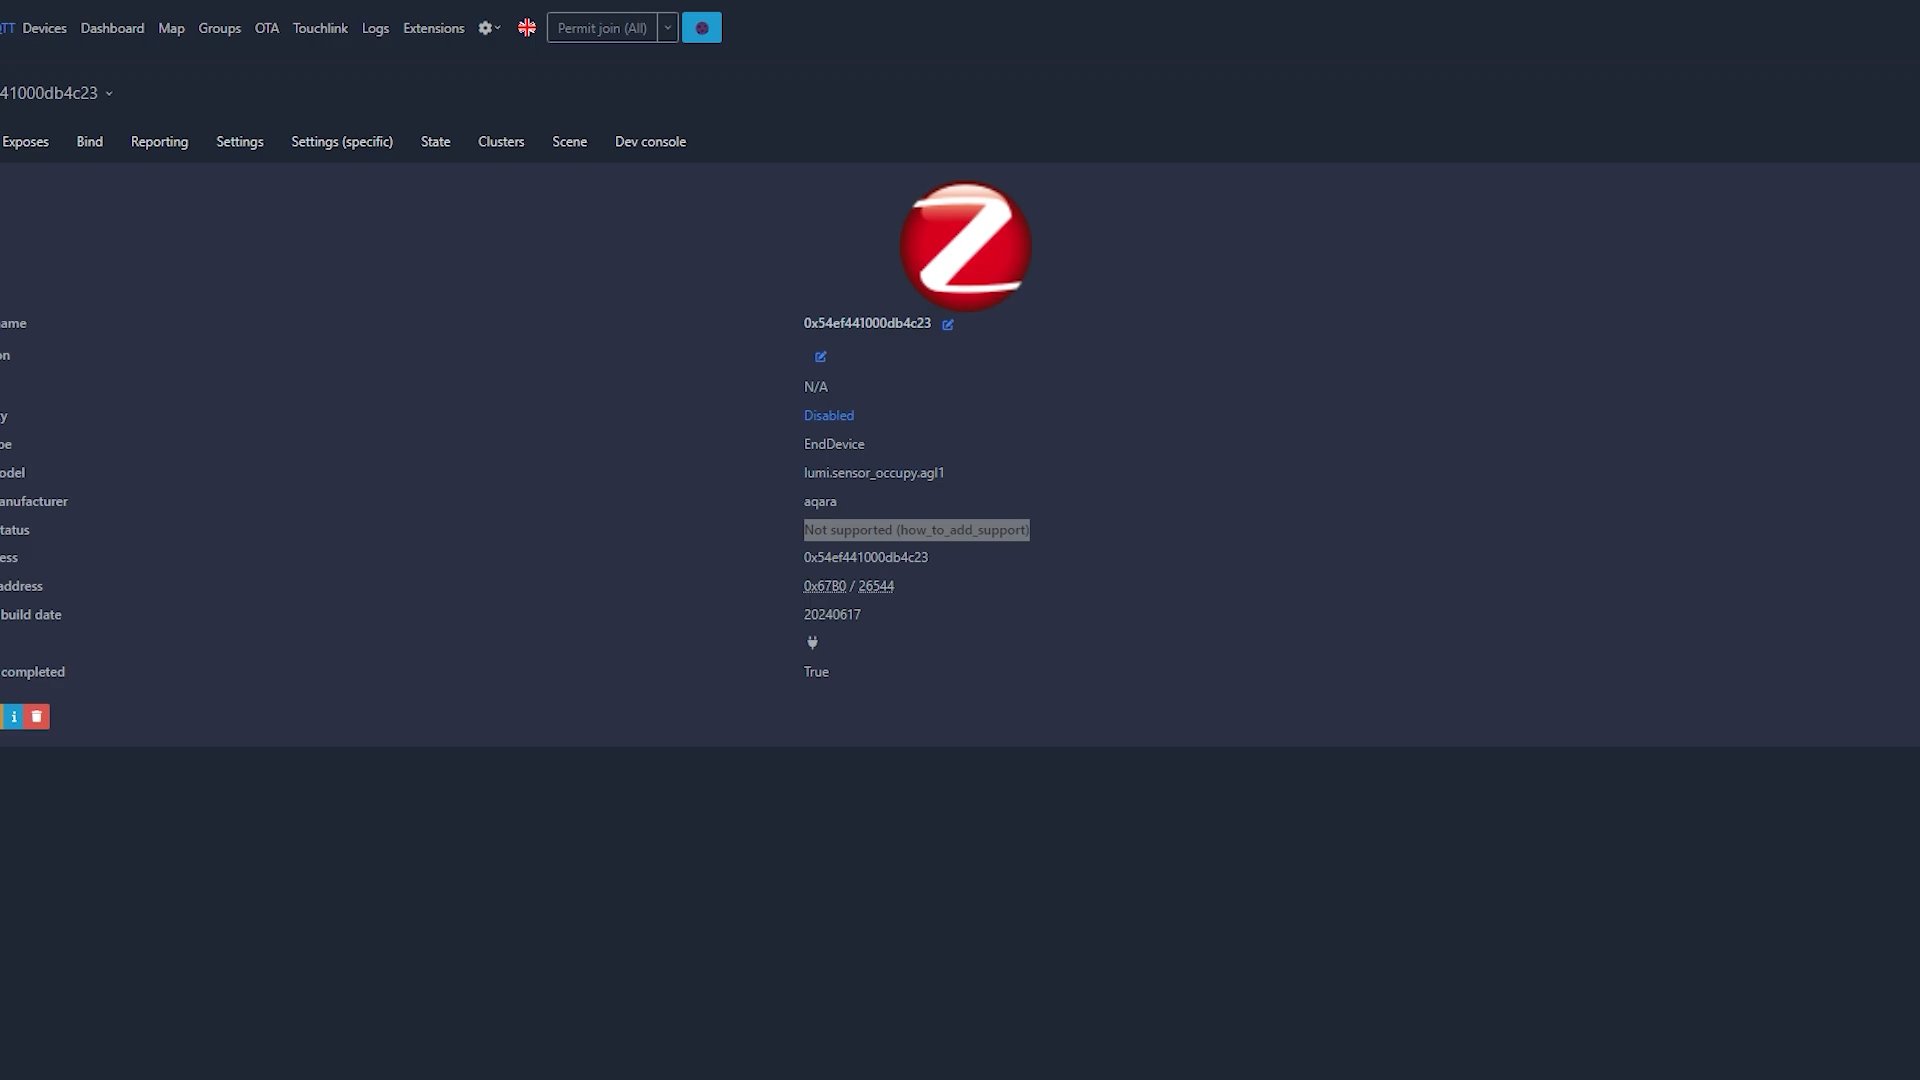 TT Devices Dashboard Map Groups OTA Touchlink Logs Extensions Permit join (All)
41000db4c23
Exposes Bind Reporting Settings Settings (specific) State Clusters Scene Dev console
Z
ame 0x54ef441000db4c23
on
N/A
y Disabled
pe EndDevice
odel lumi.sensor_occupy.agl1
anufacturer aqara
tatus Not supported (how_to_add_support)
ess 0x54ef441000db4c23
address 0x67B0 / 26544
build date 20240617
completed True